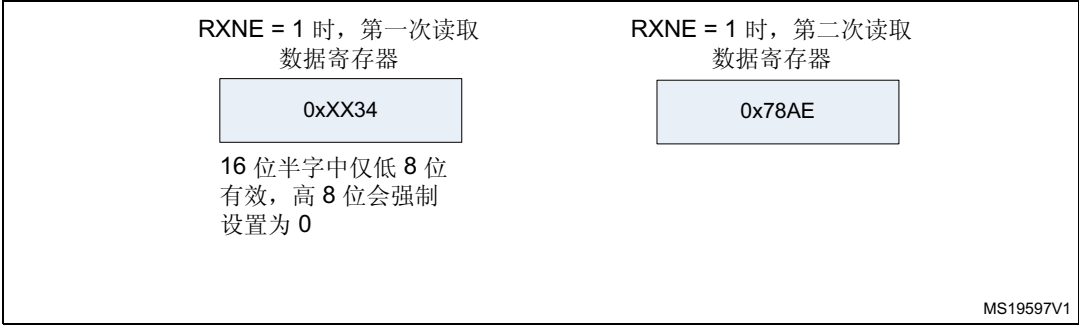 RXNE = 1 时，第一次读取
数据寄存器
0xXX34
16 位半字中仅低 8 位
有效，高 8 位会强制
设置为 0
RXNE = 1 时，第二次读取
数据寄存器
0x78AE
MS19597V1